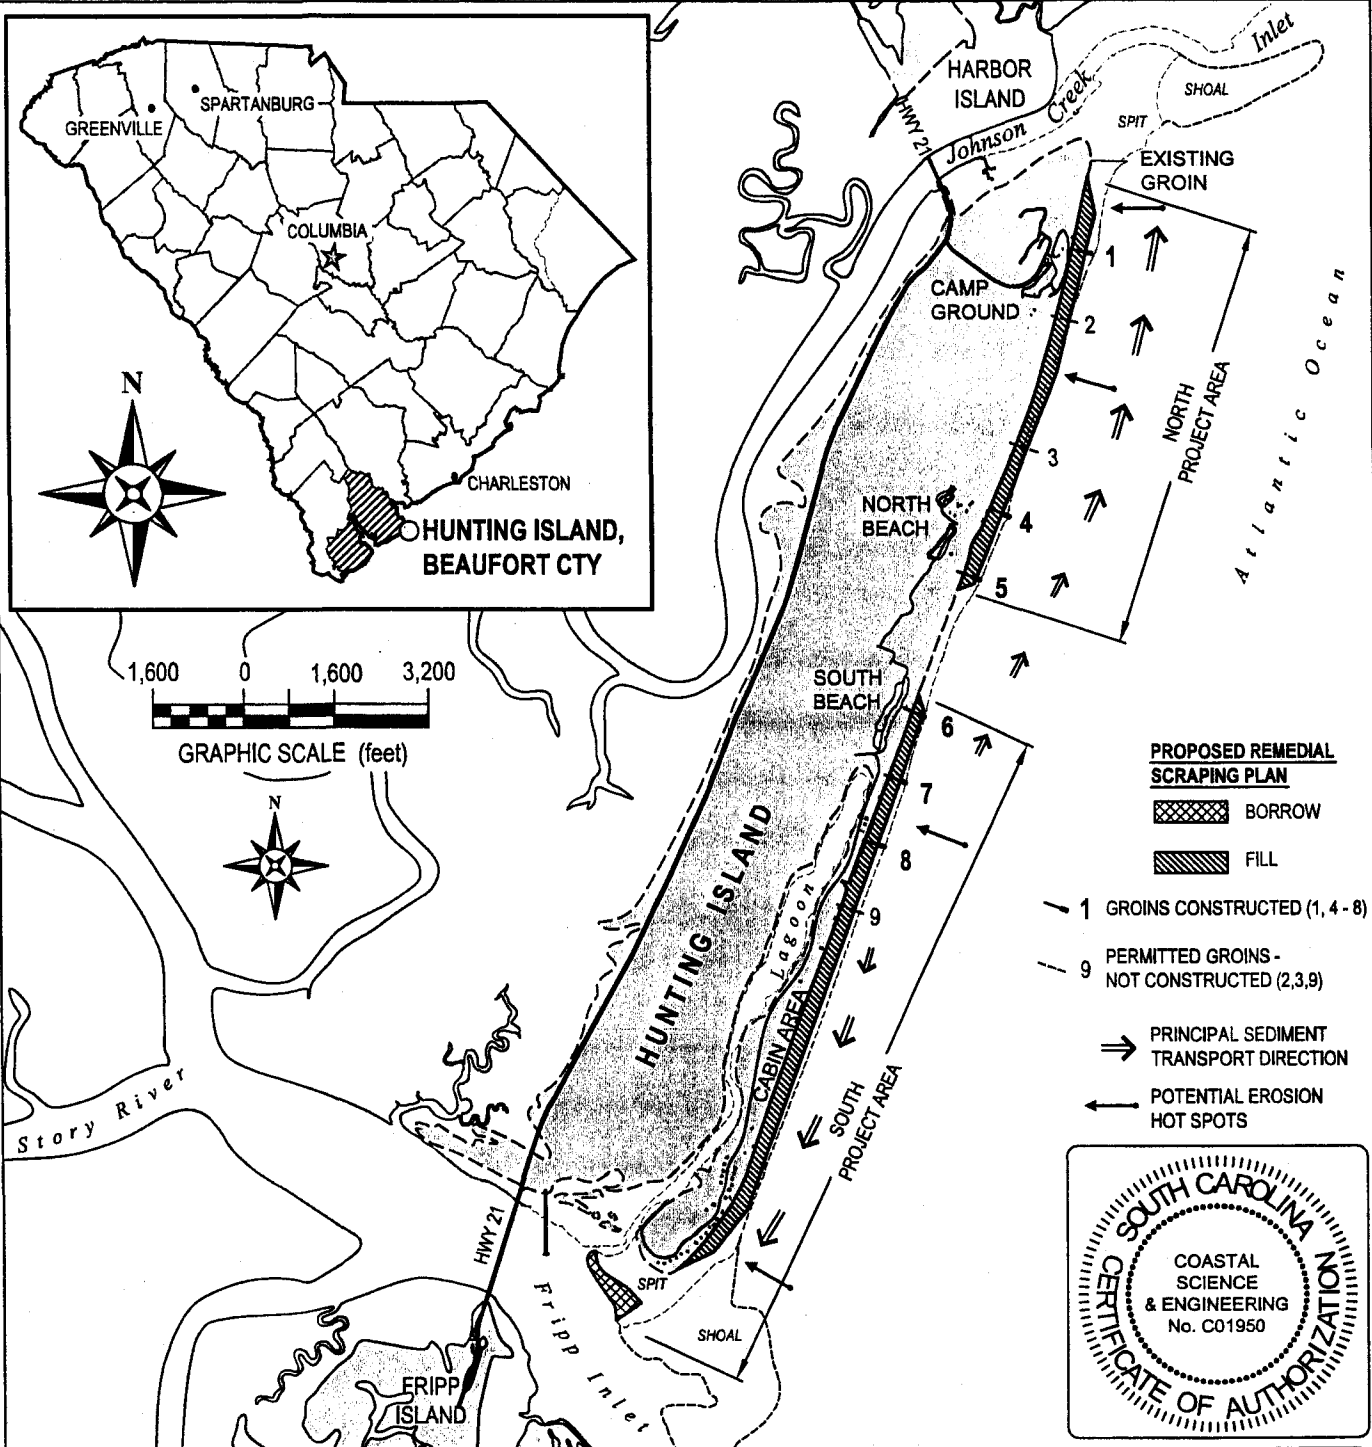 GREENVILLE
SPARTANBURG
COLUMBIA
CHARLESTON
HUNTING ISLAND,
BEAUFORT CTY
N
1,600 0 1,600 3,200
GRAPHIC SCALE (feet)
N
HARBOR
ISLAND
HWY 21
Johnson Creek
Inlet
SHOAL
SPIT
EXISTING
GROIN
CAMP
GROUND
1
2
3
4
5
NORTH
PROJECT AREA
Atlantic Ocean
NORTH
BEACH
SOUTH
BEACH
6
7
8
9
HUNTING ISLAND
Lagoon
CABIN AREA
SOUTH
PROJECT AREA
Story River
HWY 21
SPIT
SHOAL
Fripp Inlet
FRIPP
ISLAND
PROPOSED REMEDIAL
SCRAPING PLAN
BORROW
FILL
1 GROINS CONSTRUCTED (1, 4 - 8)
9 PERMITTED GROINS -
NOT CONSTRUCTED (2,3,9)
PRINCIPAL SEDIMENT
TRANSPORT DIRECTION
POTENTIAL EROSION
HOT SPOTS
SOUTH CAROLINA
CERTIFICATE OF AUTHORIZATION
COASTAL
SCIENCE
& ENGINEERING
No. C01950